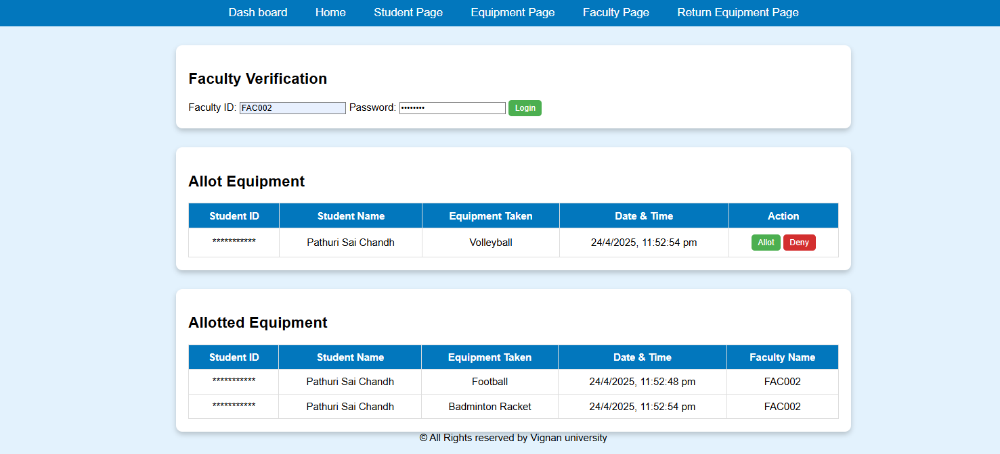 Dash board Home Student Page Equipment Page Faculty Page Return Equipment Page
Faculty Verification
Faculty ID: FAC002 Password: •••••••• Login
Allot Equipment
Student ID Student Name Equipment Taken Date & Time Action
*********** Pathuri Sai Chandh Volleyball 24/4/2025, 11:52:54 pm Allot Deny
Allotted Equipment
Student ID Student Name Equipment Taken Date & Time Faculty Name
*********** Pathuri Sai Chandh Football 24/4/2025, 11:52:48 pm FAC002
*********** Pathuri Sai Chandh Badminton Racket 24/4/2025, 11:52:54 pm FAC002
© All Rights reserved by Vignan university